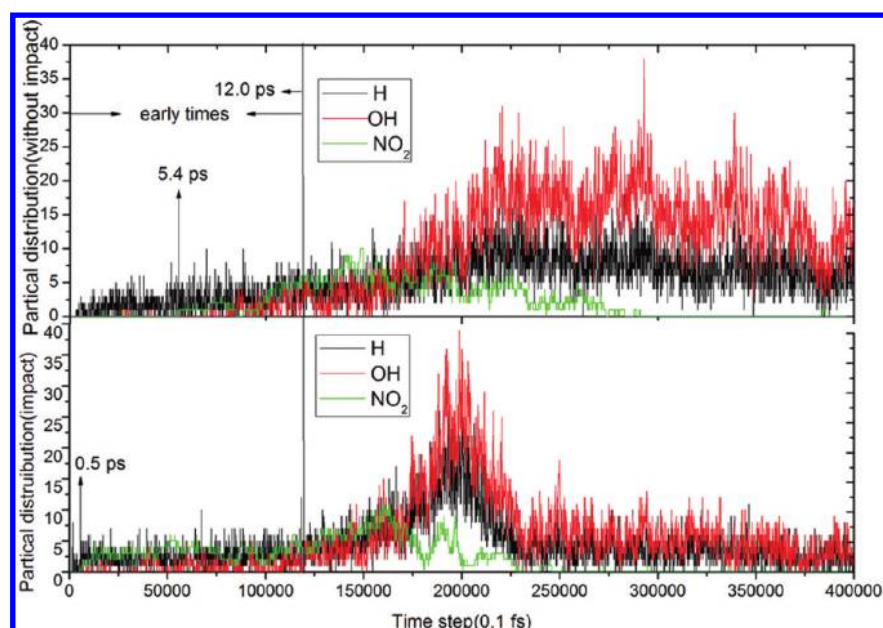 40
35
30
25
20
15
10
5
0
Partical distribution(without impact)
12.0 ps
early times
5.4 ps
H
OH
NO₂
40
35
30
25
20
15
10
5
0
Partical distruibution(impact)
0.5 ps
H
OH
NO₂
0 50000 100000 150000 200000 250000 300000 350000 400000
Time step(0.1 fs)